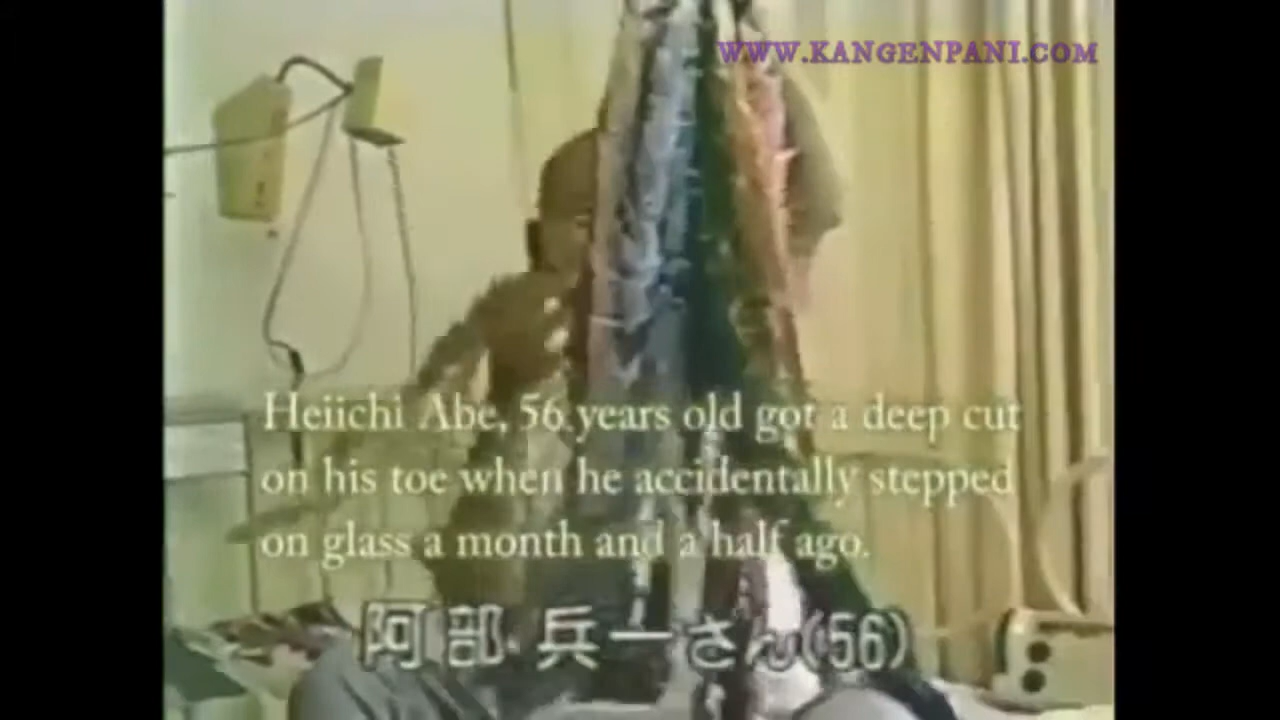 WWW.KANGENPANI.COM
Heiichi Abe, 56 years old got a deep cut
on his toe when he accidentally stepped
on glass a month and a half ago.
阿部 兵一さん(56)